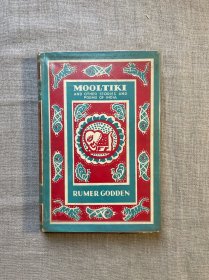 MOOLTIKI
AND OTHER STORIES AND
POEMS OF INDIA
RUMER GODDEN